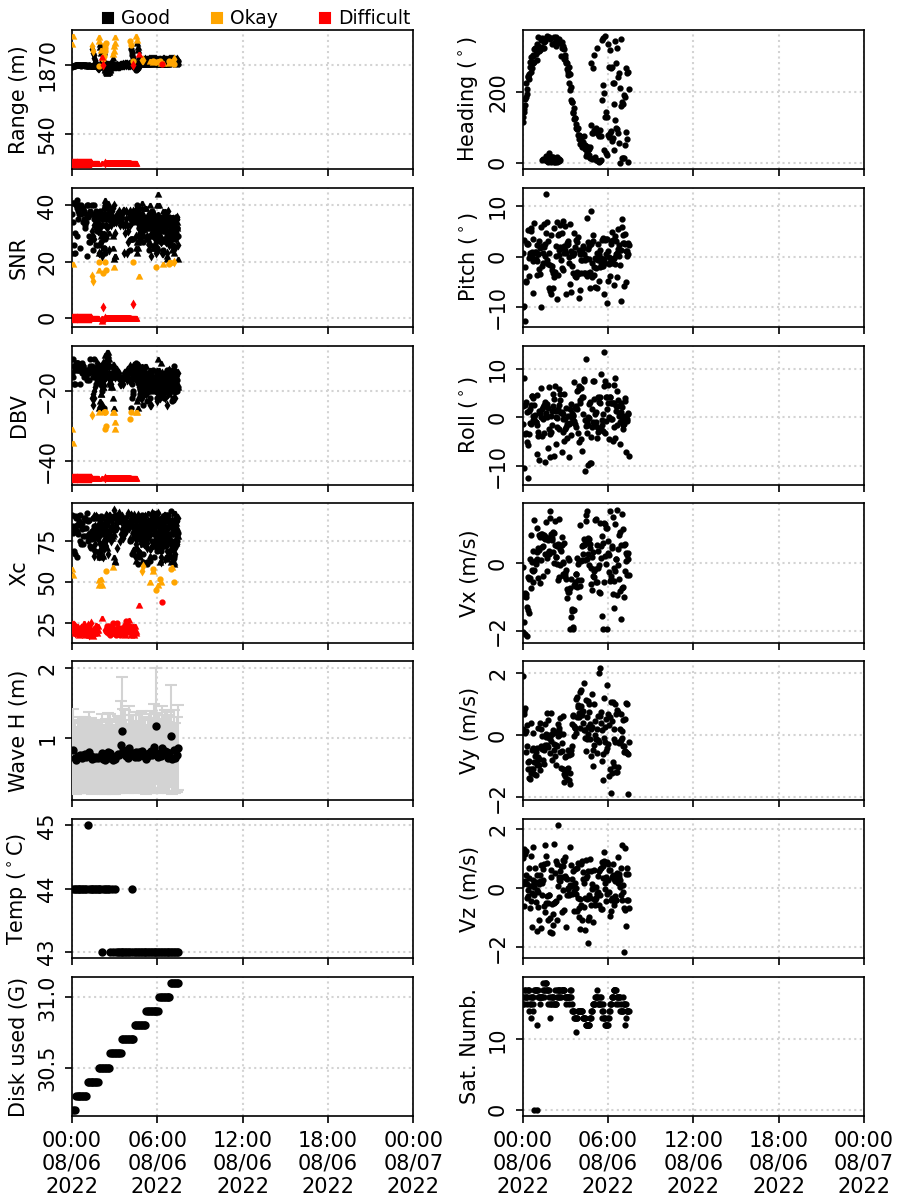 Good Okay Difficult
Range (m)
1870
540
Heading (°)
200
0
SNR
40
20
0
Pitch (°)
10
0
−10
DBV
−20
−40
Roll (°)
10
0
−10
Xc
75
50
25
Vx (m/s)
0
−2
Wave H (m)
2
1
Vy (m/s)
2
0
−2
Temp (°C)
45
44
43
Vz (m/s)
2
0
−2
Disk used (G)
31.0
30.5
Sat. Numb.
10
0
00:00 06:00 12:00 18:00 00:00
08/06 08/06 08/06 08/06 08/07
2022 2022 2022 2022 2022
00:00 06:00 12:00 18:00 00:00
08/06 08/06 08/06 08/06 08/07
2022 2022 2022 2022 2022